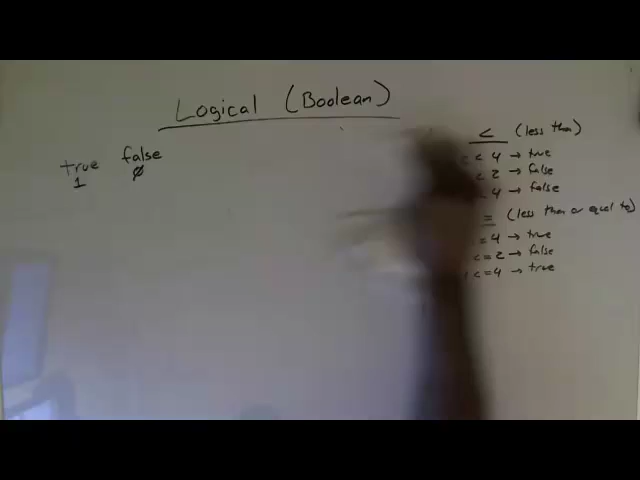 Logical (Boolean)
true false
1 0
< (less than)
< 4 → true
< 2 → false
4 → false
= (less than or equal to)
= 4 → true
< = 2 → false
< = 4 → true